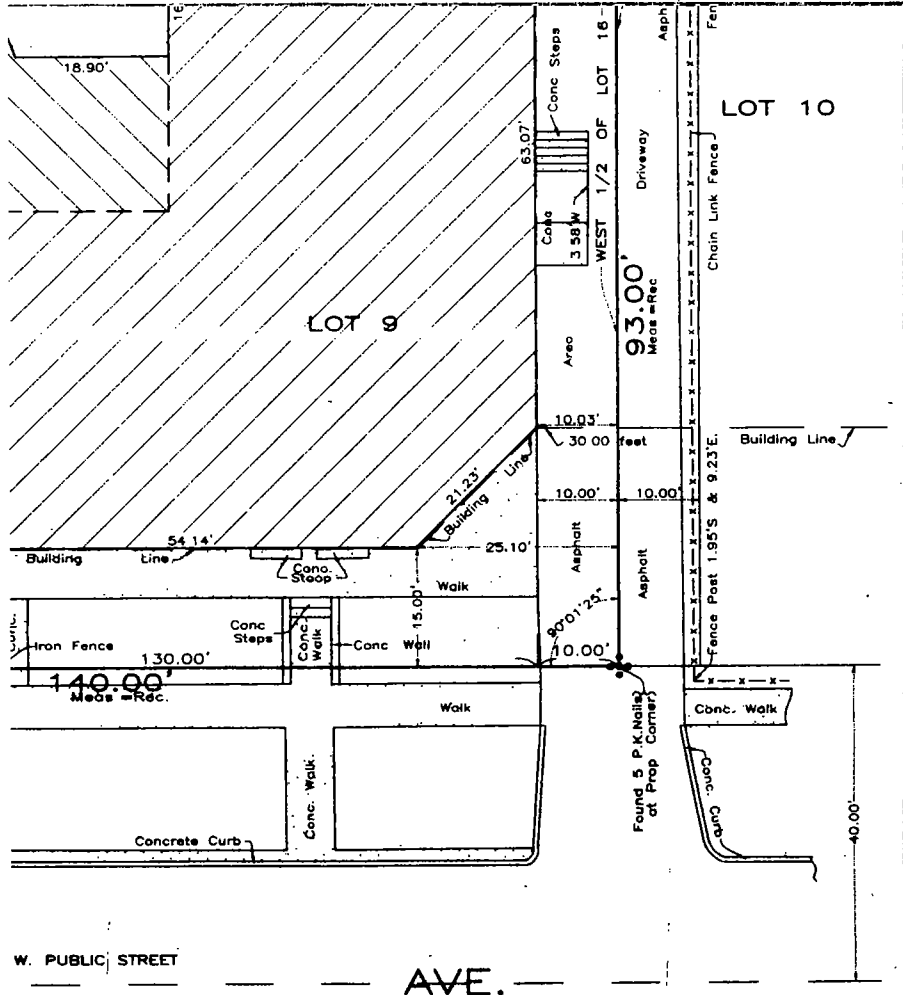 18.90'
16
LOT 9
63.07'
Conc Steps
Conc
3 58'W
WEST 1/2 OF LOT 16-
Asph
Fen
LOT 10
Driveway
Chain Link Fence
93.00'
Meas = Rec
Area
10.03'
30 00 feet
Building Line
21.23'
Building Line
10.00'
10.00'
54 14'
25.10'
Building Line
Conc.
Stoop
Walk
15.00'
Asphalt
Asphalt
90°01'25"
Fence Post 1.95'S & 9.23'E.
Conc.
Iron Fence
Conc
Steps
Conc.
Walk
Conc Wall
130.00'
10.00'
140.00'
Meas = Rec.
Walk
Found 5 P.K.Nails
at Prop Corner
Conc. Walk
Conc. Walk.
Conc. Curb
Concrete Curb
40.00'
W. PUBLIC STREET
AVE.